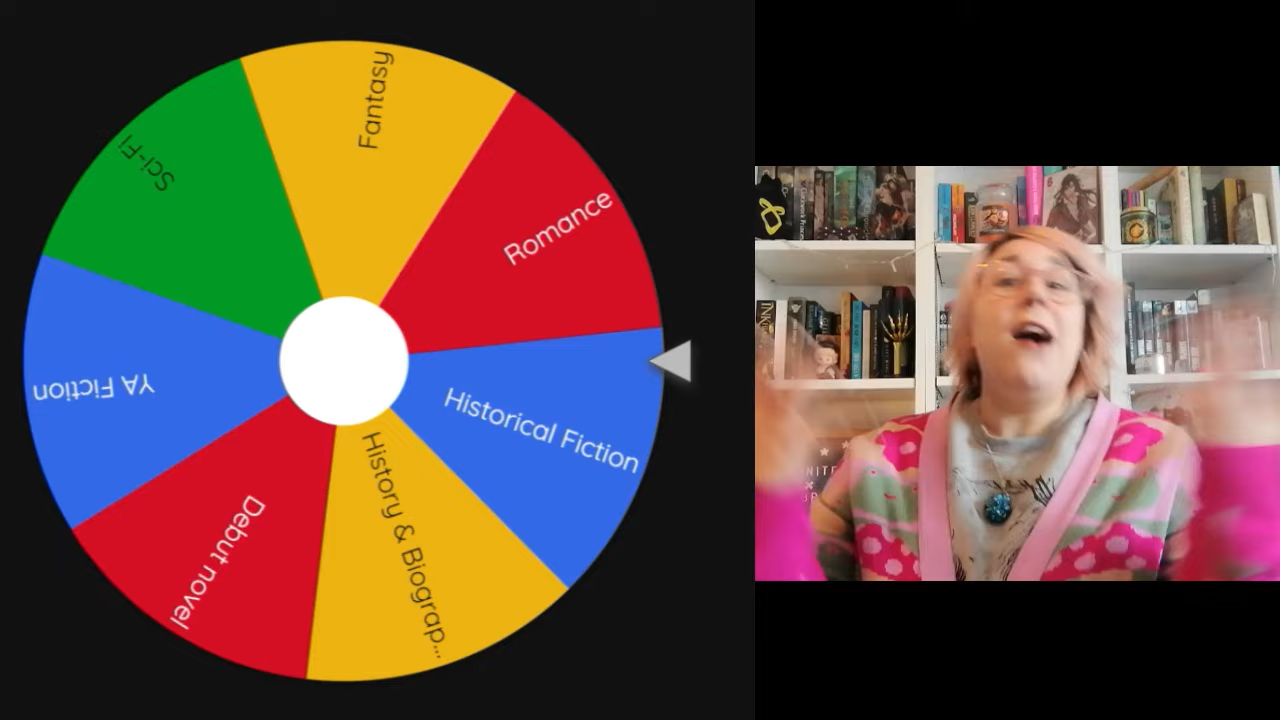 Fantasy
Sci-Fi
Romance
YA Fiction
Historical Fiction
History & Biograp...
Debut novel